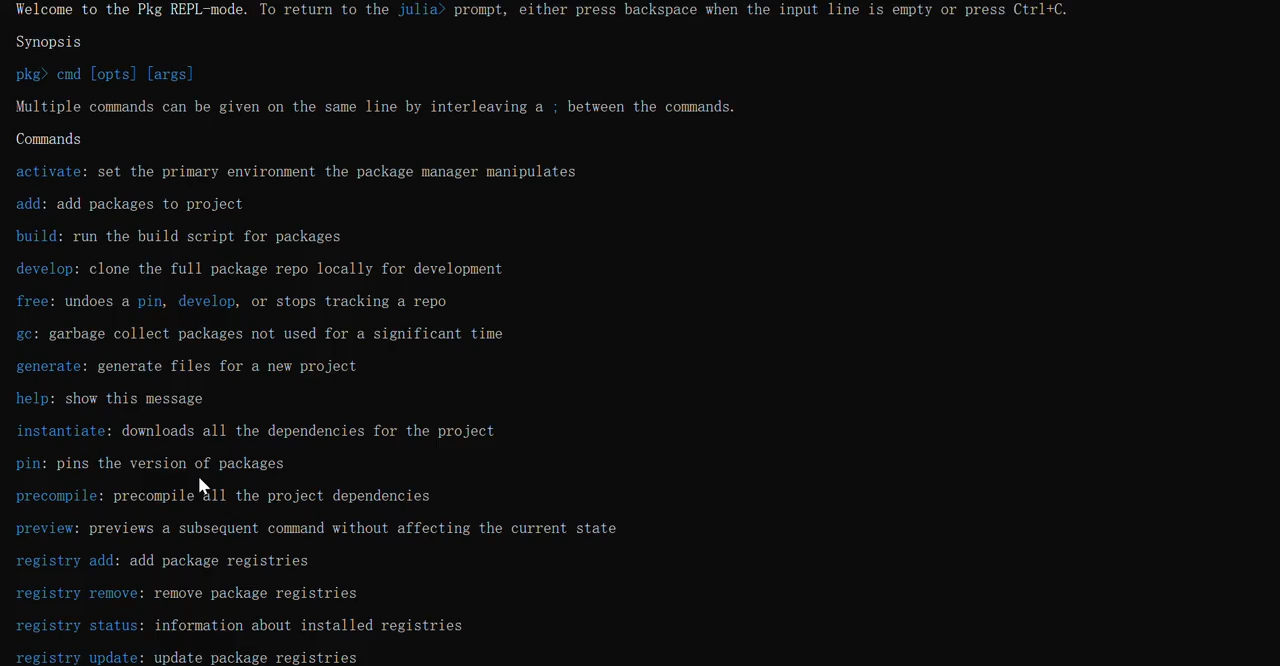 Welcome to the Pkg REPL-mode. To return to the julia> prompt, either press backspace when the input line is empty or press Ctrl+C.
Synopsis
pkg> cmd [opts] [args]
Multiple commands can be given on the same line by interleaving a ; between the commands.
Commands
activate: set the primary environment the package manager manipulates
add: add packages to project
build: run the build script for packages
develop: clone the full package repo locally for development
free: undoes a pin, develop, or stops tracking a repo
gc: garbage collect packages not used for a significant time
generate: generate files for a new project
help: show this message
instantiate: downloads all the dependencies for the project
pin: pins the version of packages
precompile: precompile all the project dependencies
preview: previews a subsequent command without affecting the current state
registry add: add package registries
registry remove: remove package registries
registry status: information about installed registries
registry update: update package registries